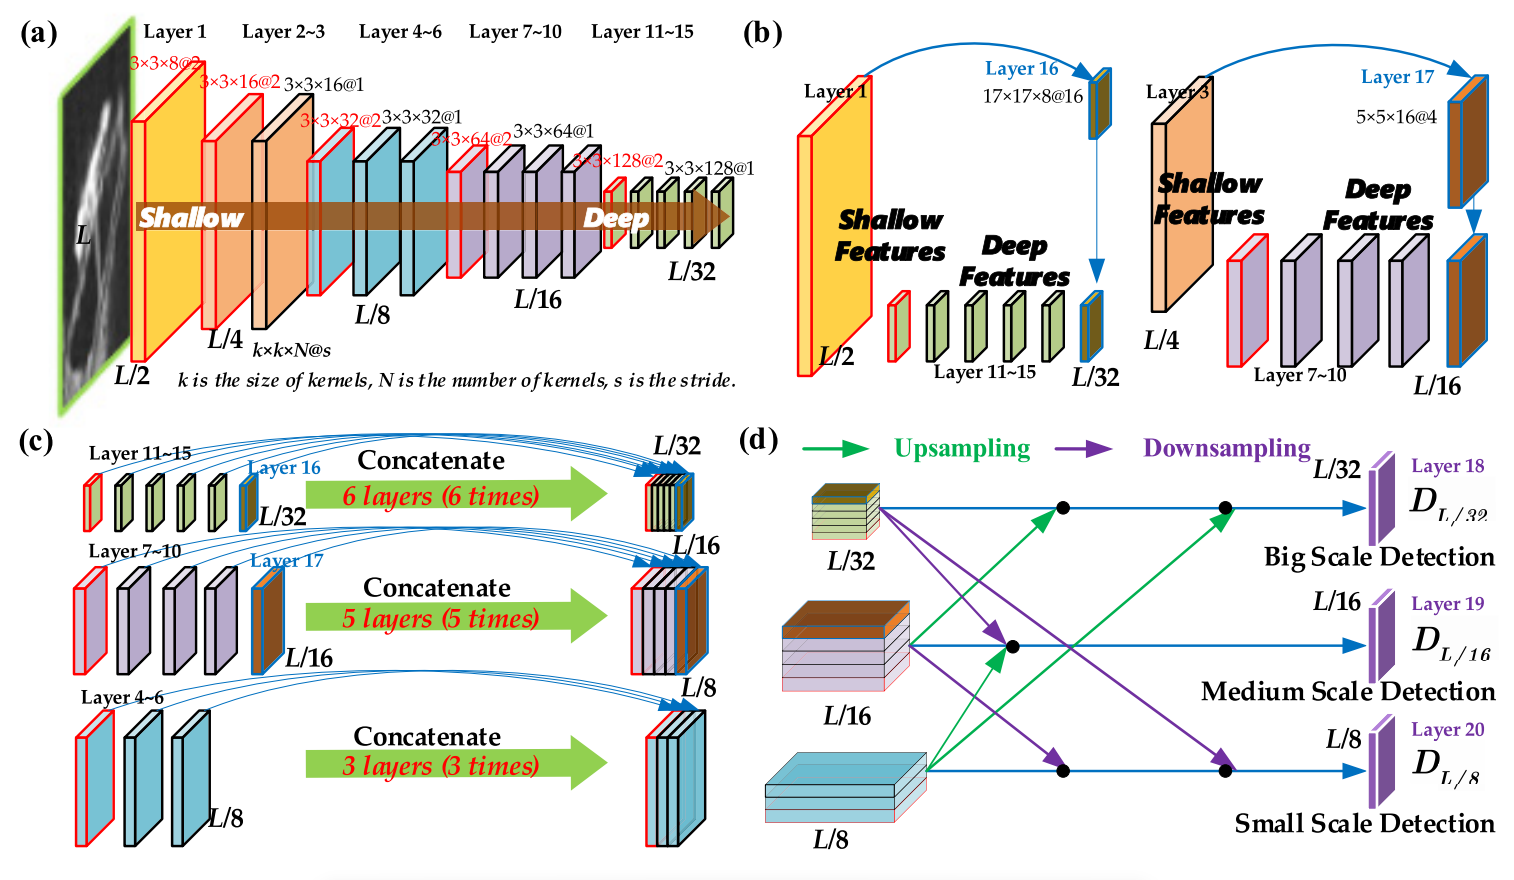 (a)
Layer 1
Layer 2~3
Layer 4~6
Layer 7~10
Layer 11~15
3×3×8@2
3×3×16@2
3×3×16@1
3×3×32@2
3×3×32@1
3×3×64@2
3×3×64@1
3×3×128@2
3×3×128@1
L
Shallow
Deep
L/2
L/4
L/8
L/16
L/32
k×k×N@s
k is the size of kernels, N is the number of kernels, s is the stride.
(b)
Layer 1
Layer 16
17×17×8@16
Shallow
Features
Deep
Features
L/2
Layer 11~15
L/32
Layer 3
Layer 17
5×5×16@4
Shallow
Features
Deep
Features
L/4
Layer 7~10
L/16
(c)
Layer 11~15
Layer 16
L/32
Concatenate
6 layers (6 times)
L/32
Layer 7~10
Layer 17
L/16
Concatenate
5 layers (5 times)
L/16
Layer 4~6
L/8
Concatenate
3 layers (3 times)
L/8
(d)
Upsampling
Downsampling
L/32
L/16
L/8
L/32
Layer 18
D L/32
Big Scale Detection
L/16
Layer 19
D L/16
Medium Scale Detection
L/8
Layer 20
D L/8
Small Scale Detection